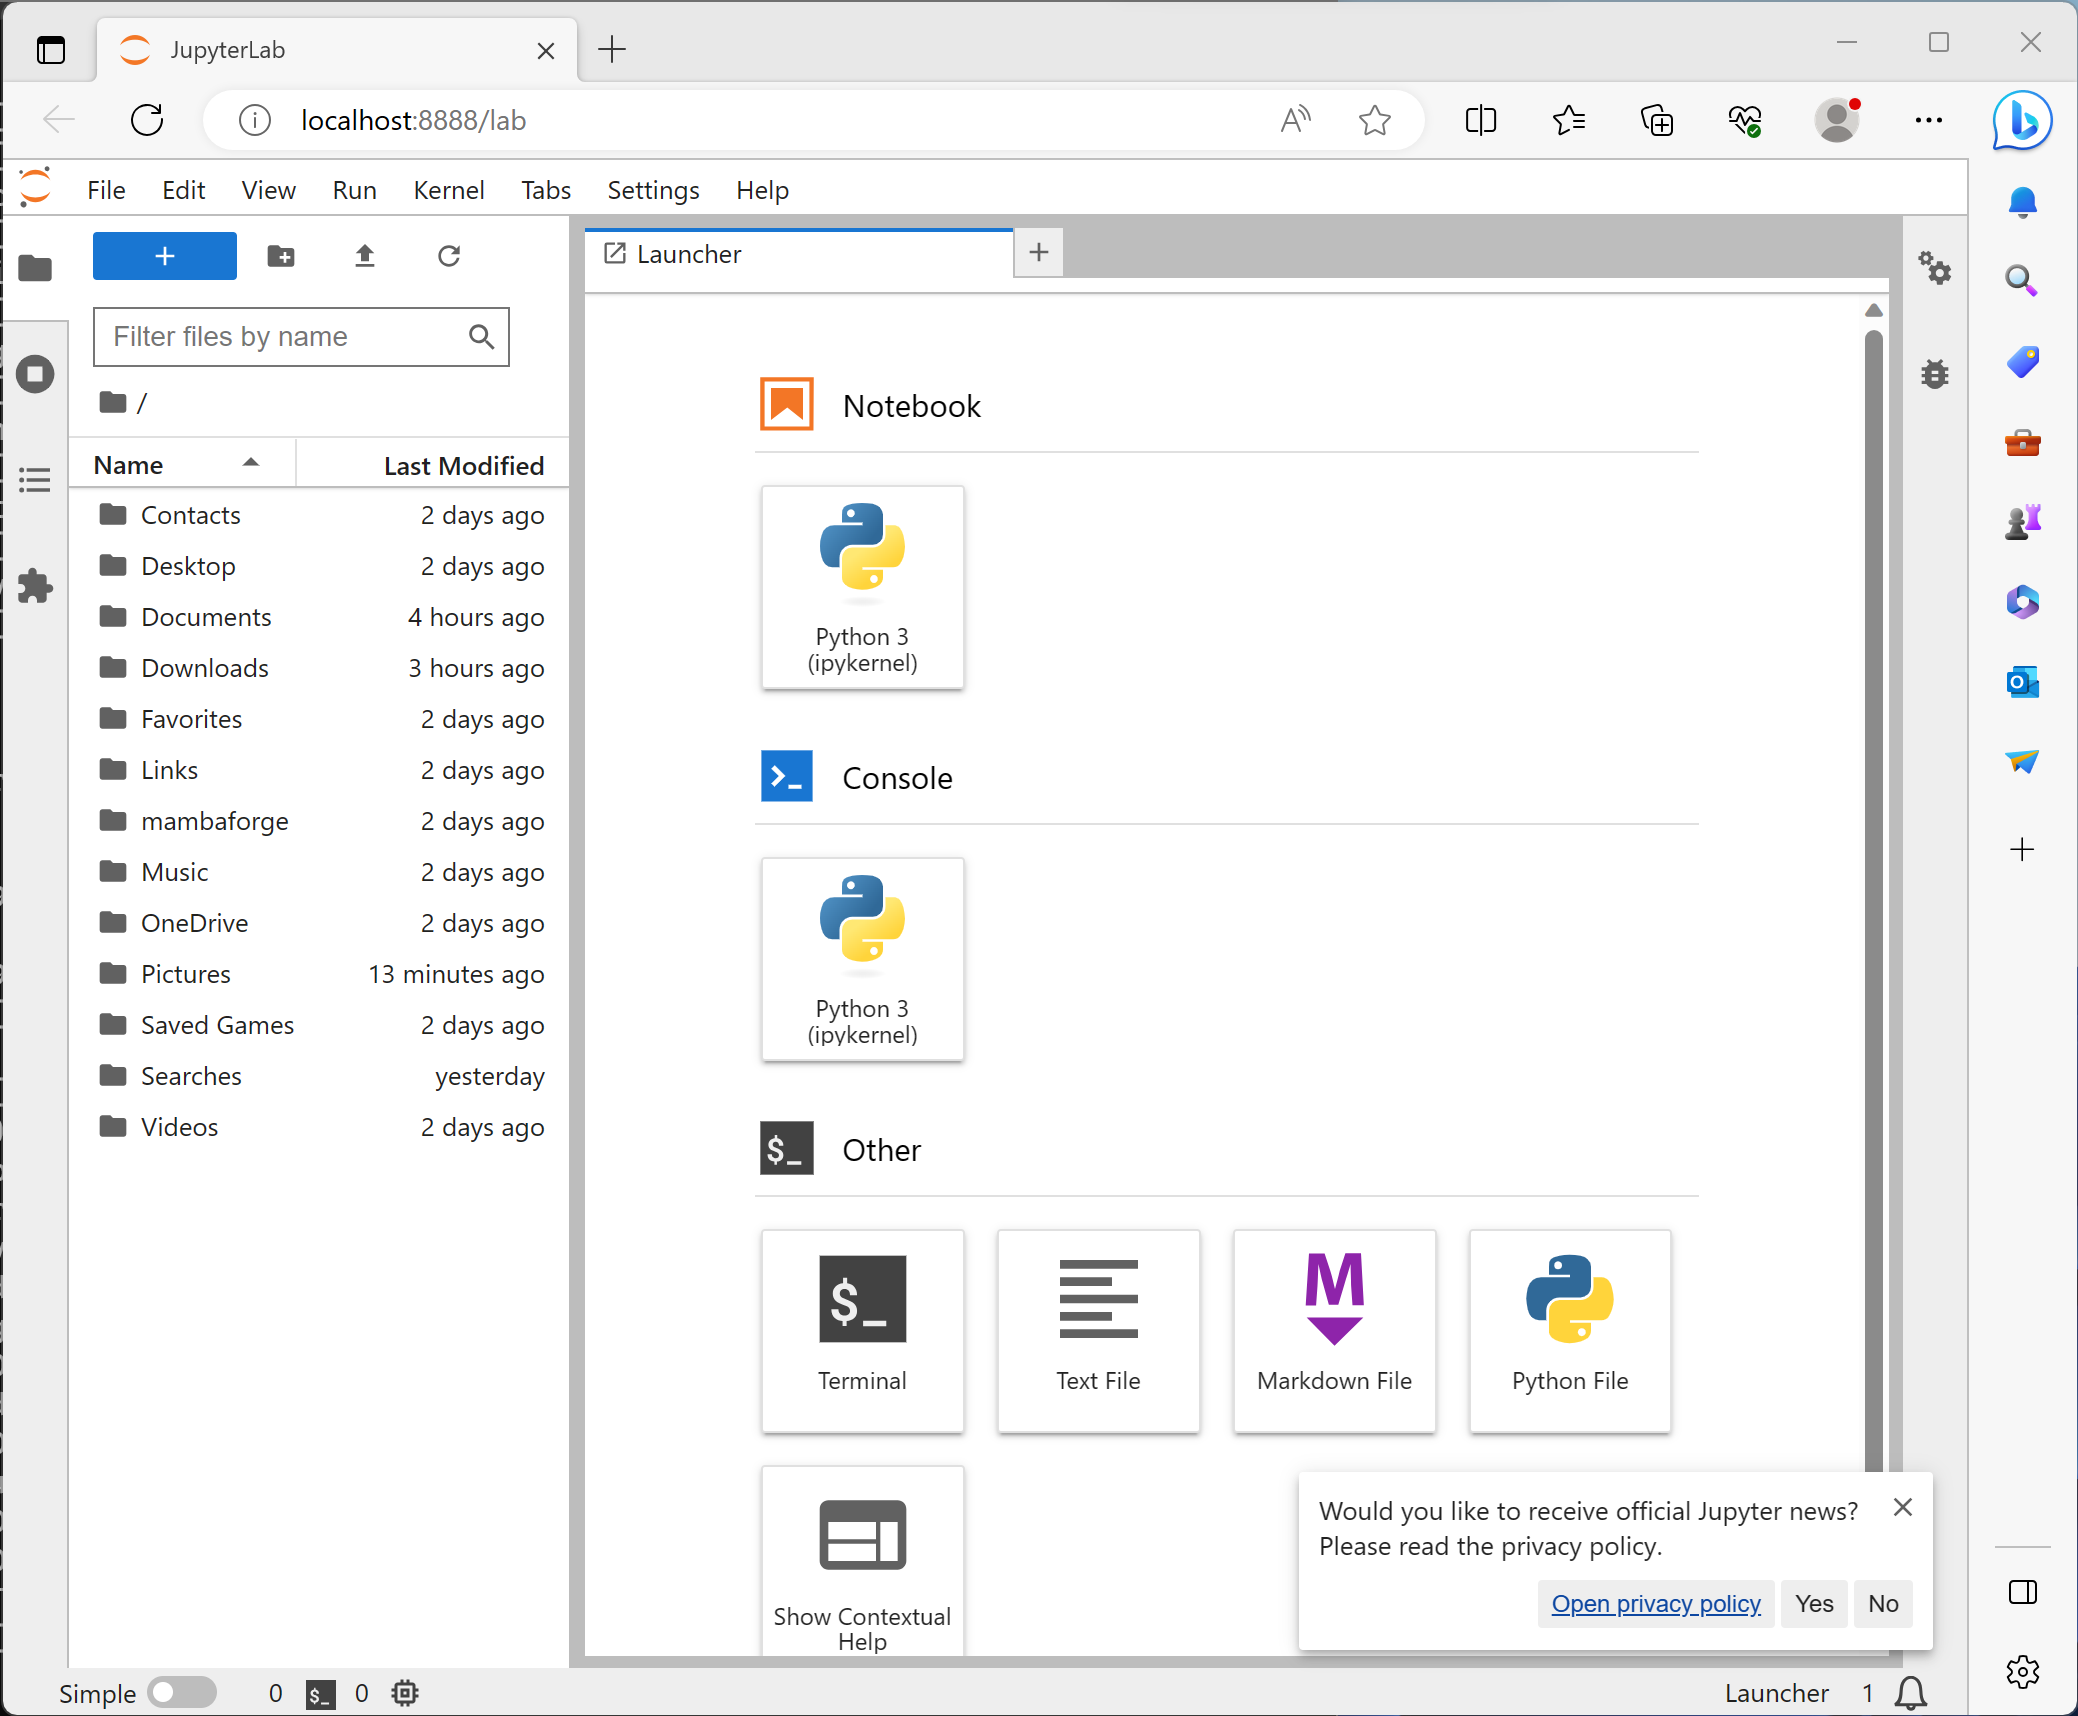 JupyterLab
localhost:8888/lab
File Edit View Run Kernel Tabs Settings Help
Filter files by name
/
Name Last Modified
Contacts 2 days ago
Desktop 2 days ago
Documents 4 hours ago
Downloads 3 hours ago
Favorites 2 days ago
Links 2 days ago
mambaforge 2 days ago
Music 2 days ago
OneDrive 2 days ago
Pictures 13 minutes ago
Saved Games 2 days ago
Searches yesterday
Videos 2 days ago
Launcher
Notebook
Python 3
(ipykernel)
Console
Python 3
(ipykernel)
$_ Other
$_
Terminal
Text File
M
Markdown File
Python File
Show Contextual
Help
Would you like to receive official Jupyter news?
Please read the privacy policy.
Open privacy policy Yes No
Simple 0 $_ 0 Launcher 1